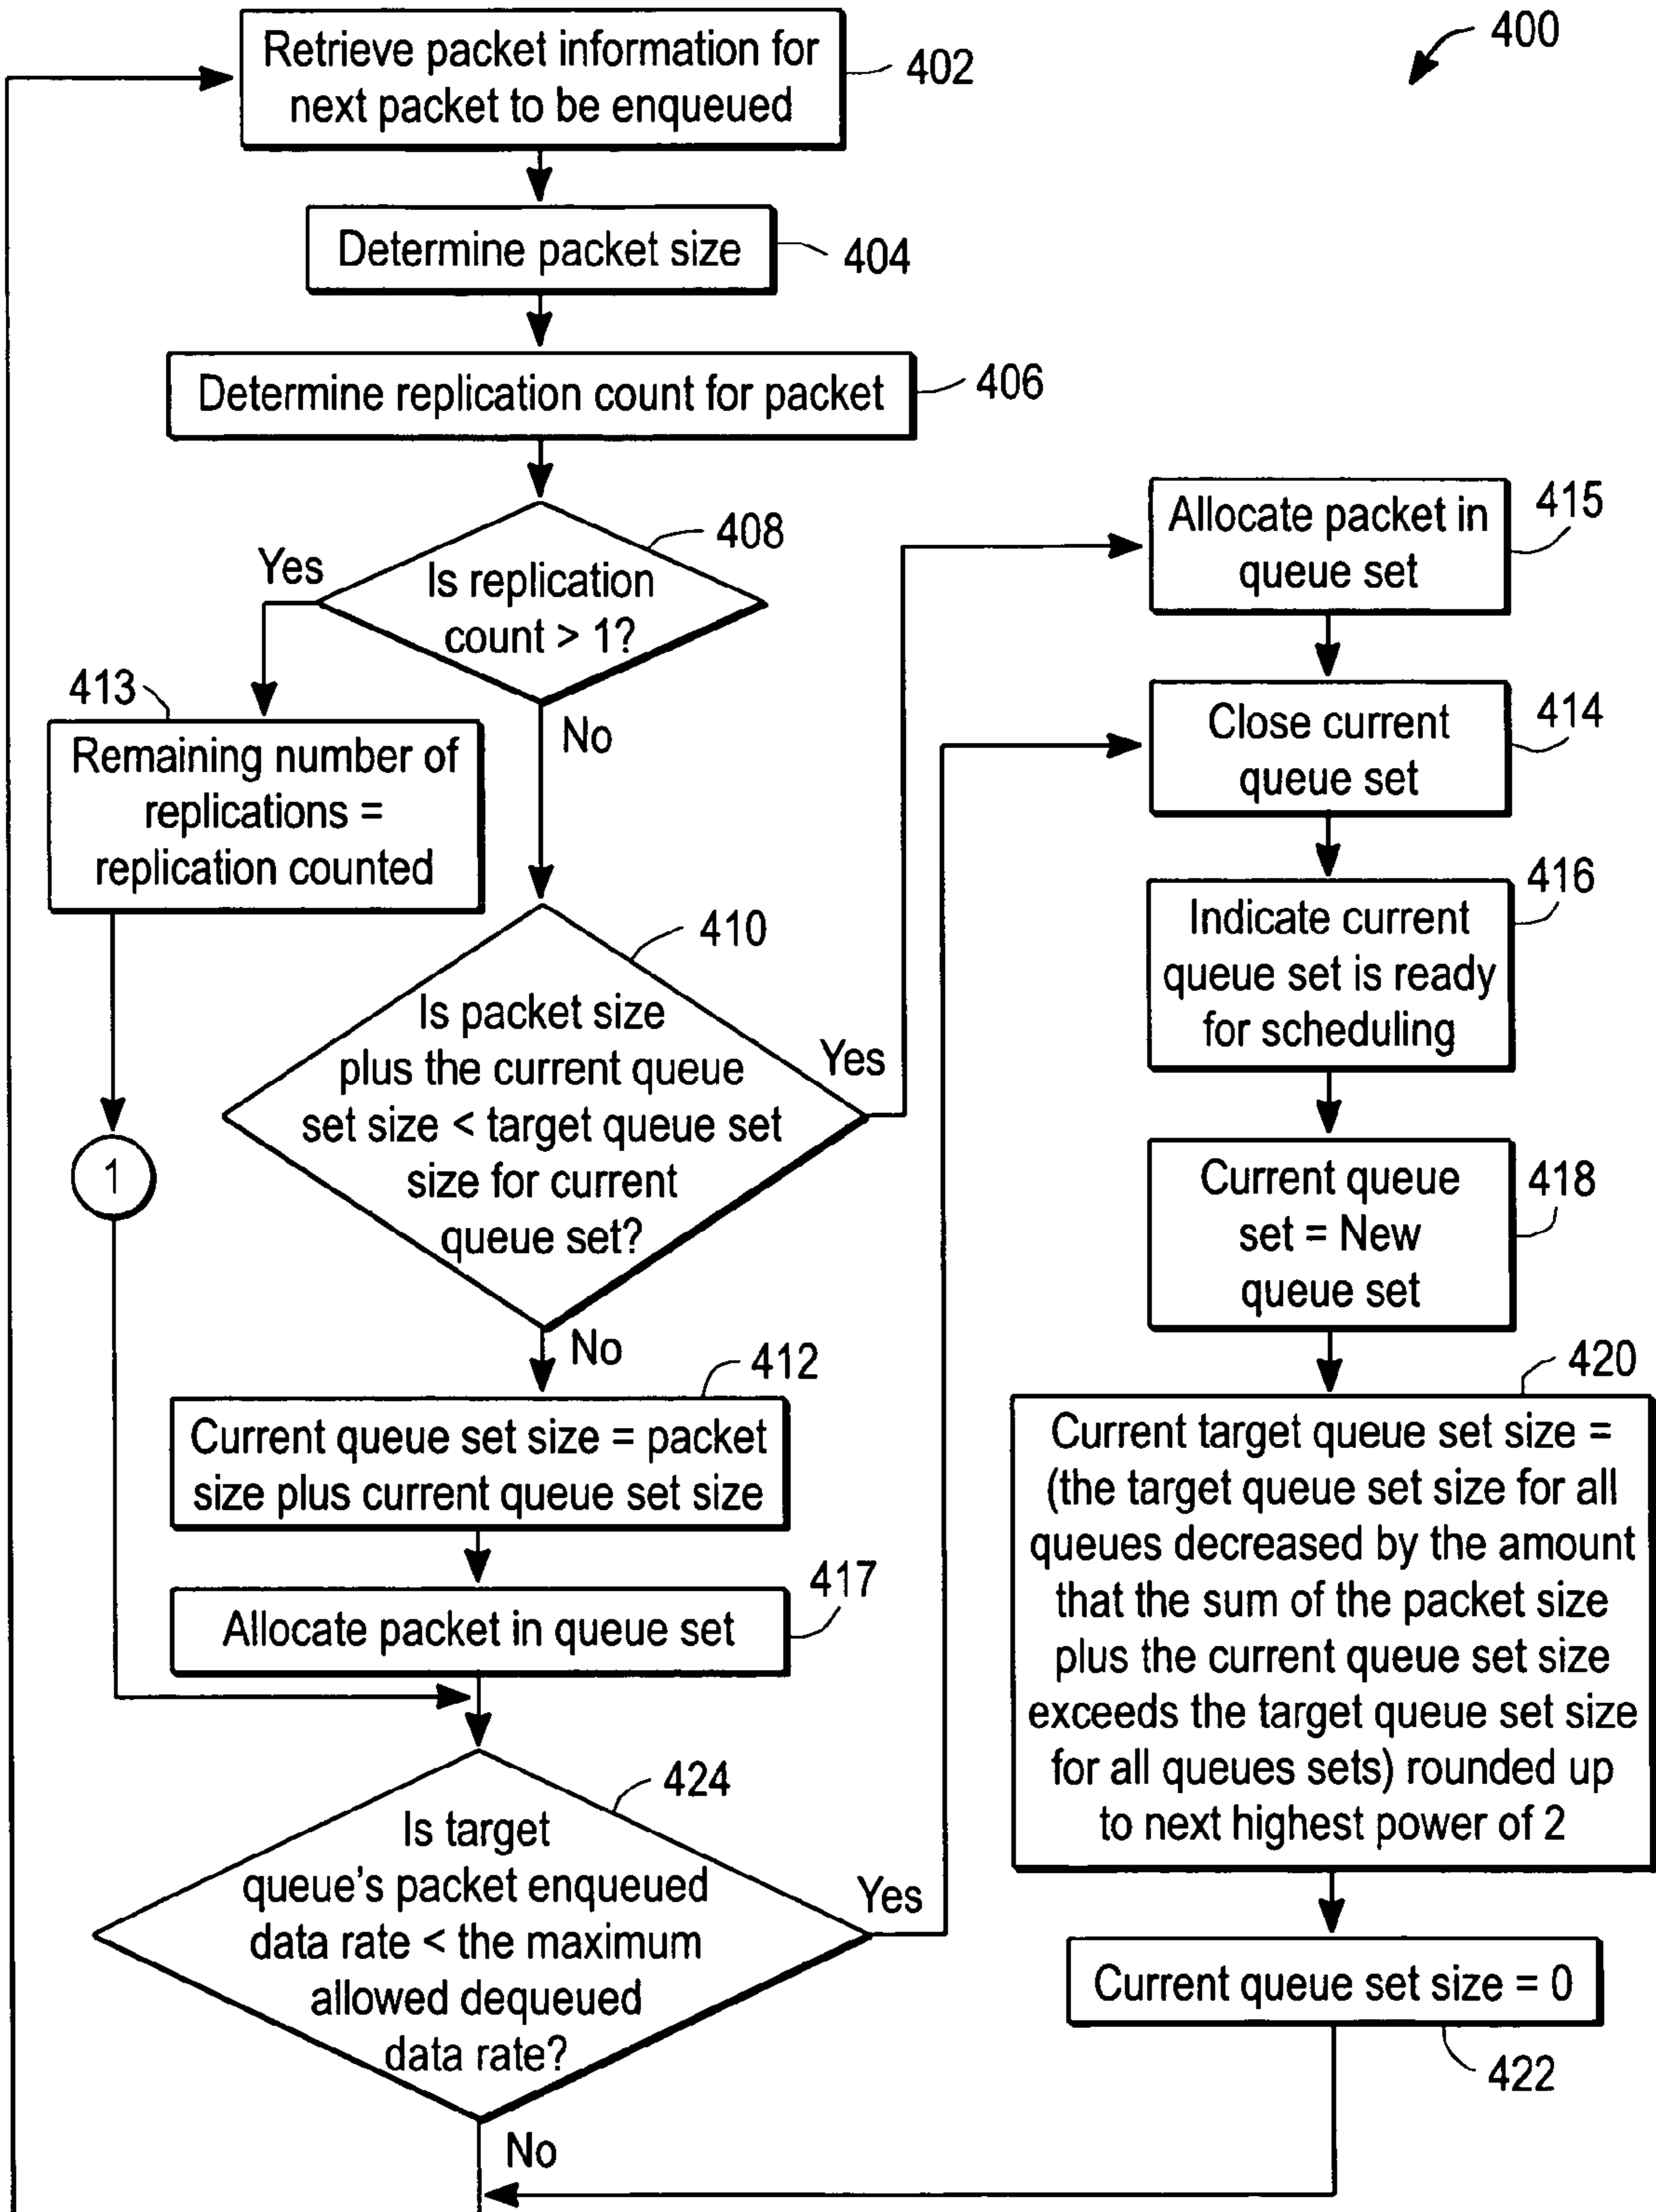 400
Retrieve packet information for
next packet to be enqueued
402
Determine packet size
404
Determine replication count for packet
406
408
Is replication
count > 1?
Yes
No
413
Remaining number of
replications =
replication counted
1
410
Is packet size
plus the current queue
set size < target queue set
size for current
queue set?
Yes
No
412
Current queue set size = packet
size plus current queue set size
417
Allocate packet in queue set
424
Is target
queue's packet enqueued
data rate < the maximum
allowed dequeued
data rate?
Yes
No
415
Allocate packet in
queue set
414
Close current
queue set
416
Indicate current
queue set is ready
for scheduling
418
Current queue
set = New
queue set
420
Current target queue set size =
(the target queue set size for all
queues decreased by the amount
that the sum of the packet size
plus the current queue set size
exceeds the target queue set size
for all queues sets) rounded up
to next highest power of 2
Current queue set size = 0
422